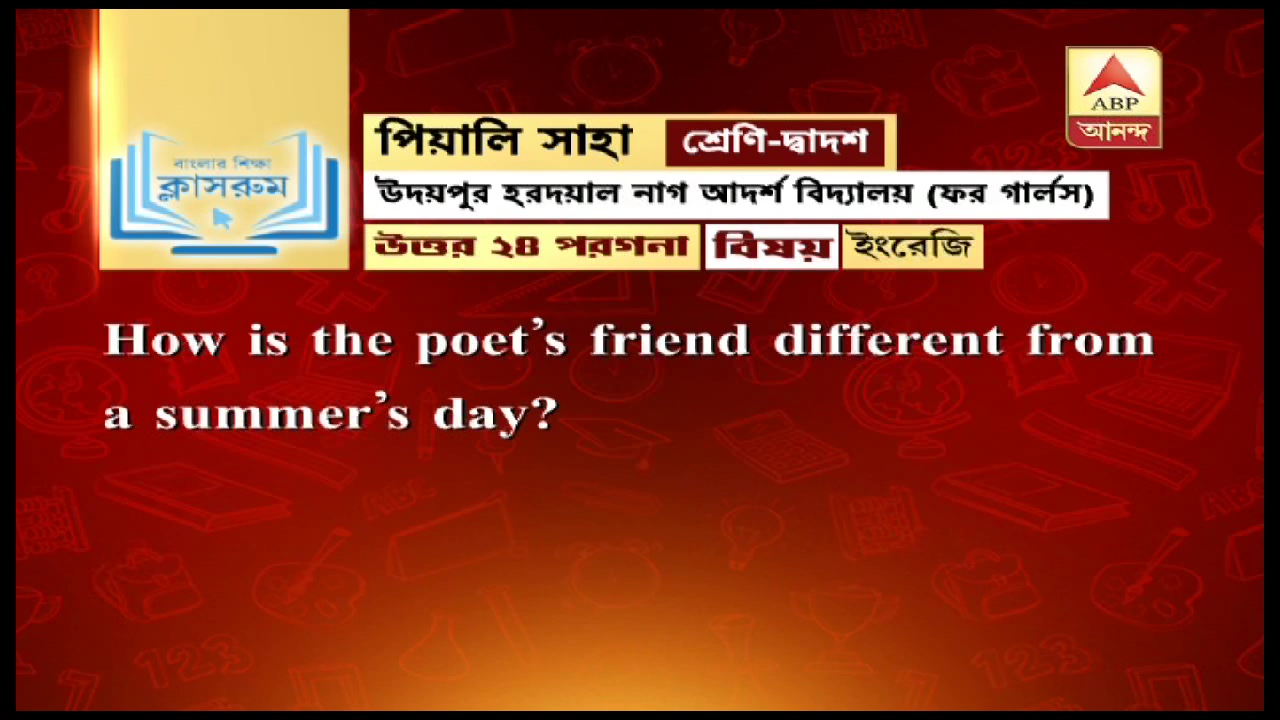 ABP
আনন্দ
বাংলার শিক্ষা
ক্লাসরুম
পিয়ালি সাহা শ্রেণি-দ্বাদশ
উদয়পুর হরদয়াল নাগ আদর্শ বিদ্যালয় (ফর গার্লস)
উত্তর ২৪ পরগনা বিষয় ইংরেজি
How is the poet’s friend different from
a summer’s day?